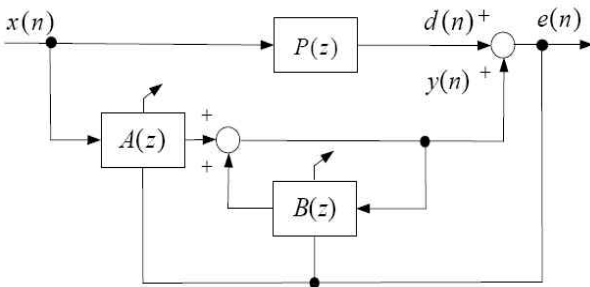 x(n)
P(z)
d(n) +
e(n)
y(n) +
A(z)
+
+
B(z)